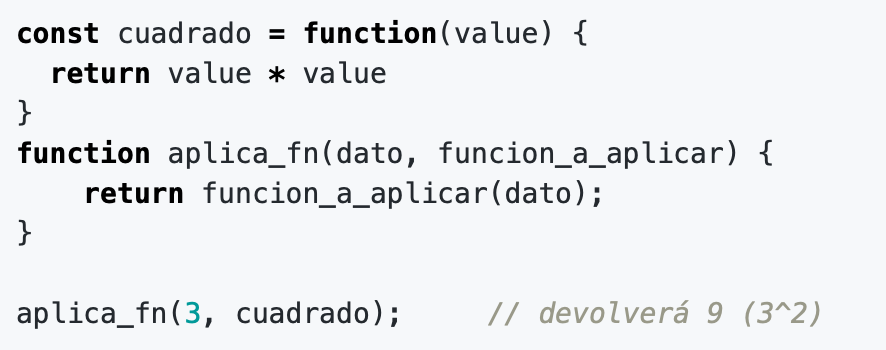 const cuadrado = function(value) {
  return value * value
}
function aplica_fn(dato, funcion_a_aplicar) {
    return funcion_a_aplicar(dato);
}

aplica_fn(3, cuadrado);     // devolverá 9 (3^2)